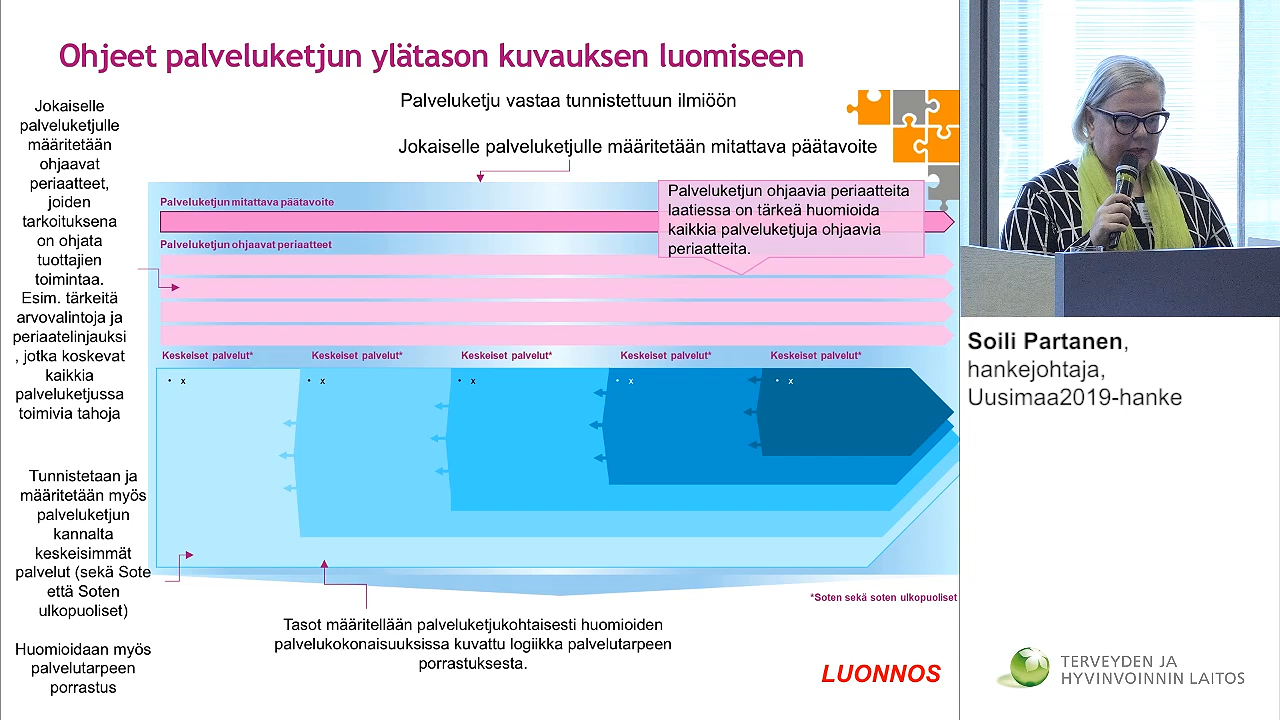 Ohjeet palveluketjun ylätason kuvauksen luomiseen
Jokaiselle
palveluketjulle
määritetään
ohjaavat
periaatteet,
joiden
tarkoituksena
on ohjata
tuottajien
toimintaa.
Esim. tärkeitä
arvovalintoja ja
periaatelinjauksi
, jotka koskevat
kaikkia
palveluketjussa
toimivia tahoja
Tunnistetaan ja
määritetään myös
palveluketjun
kannalta
keskeisimmät
palvelut (sekä Sote
että Soten
ulkopuoliset)
Huomioidaan myös
palvelutarpeen
porrastus
Palveluketju vastaa tunnistettuun ilmiöön
Jokaiselle palveluketjulle määritetään mitattava päätavoite
Palveluketjun mitattava päätavoite
Palveluketjun ohjaavia periaatteita
laatiessa on tärkeä huomioida
kaikkia palveluketjuja ohjaavia
periaatteita.
Palveluketjun ohjaavat periaatteet
Keskeiset palvelut* Keskeiset palvelut* Keskeiset palvelut* Keskeiset palvelut* Keskeiset palvelut*
• x • x • x • x • x
*Soten sekä soten ulkopuoliset
Tasot määritellään palveluketjukohtaisesti huomioiden
palvelukokonaisuuksissa kuvattu logiikka palvelutarpeen
porrastuksesta.
LUONNOS
Soili Partanen,
hankejohtaja,
Uusimaa2019-hanke
TERVEYDEN JA
HYVINVOINNIN LAITOS